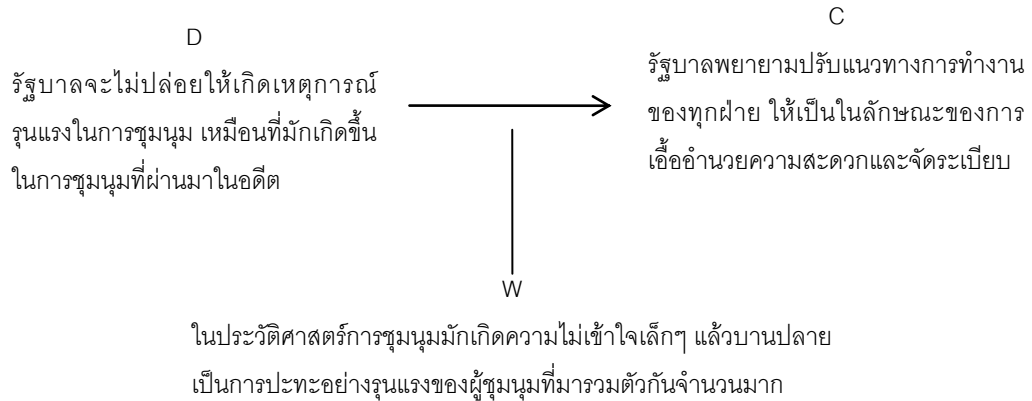 D
รัฐบาลจะไม่ปล่อยให้เกิดเหตุการณ์
รุนแรงในการชุมนุม เหมือนที่มักเกิดขึ้น
ในการชุมนุมที่ผ่านมาในอดีต
C
รัฐบาลพยายามปรับแนวทางการทำงาน
ของทุกฝ่าย ให้เป็นในลักษณะของการ
เอื้ออำนวยความสะดวกและจัดระเบียบ
W
ในประวัติศาสตร์การชุมนุมมักเกิดความไม่เข้าใจเล็กๆ แล้วบานปลาย
เป็นการปะทะอย่างรุนแรงของผู้ชุมนุมที่มารวมตัวกันจำนวนมาก